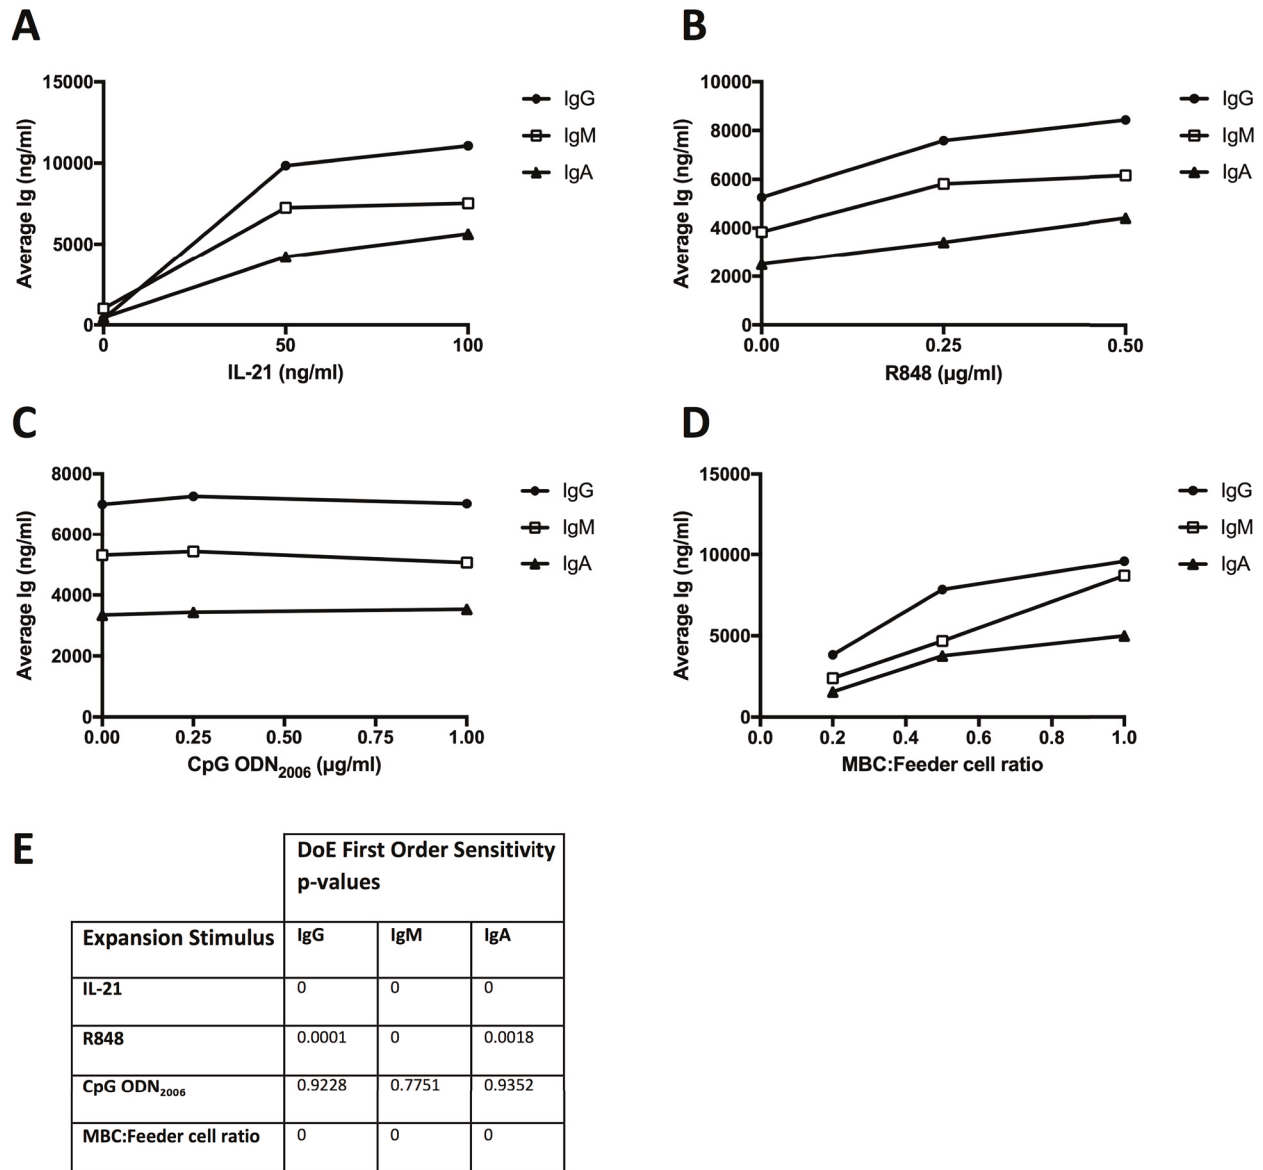 A
15000
10000
5000
0
Average Ig (ng/ml)
0
50
100
IL-21 (ng/ml)
IgG
IgM
IgA
B
10000
8000
6000
4000
2000
0
Average Ig (ng/ml)
0.00
0.25
0.50
R848 (µg/ml)
IgG
IgM
IgA
C
8000
6000
4000
2000
0
Average Ig (ng/ml)
0.00
0.25
0.50
0.75
1.00
CpG ODN2006 (µg/ml)
IgG
IgM
IgA
D
15000
10000
5000
0
Average Ig (ng/ml)
0.0
0.2
0.4
0.6
0.8
1.0
MBC:Feeder cell ratio
IgG
IgM
IgA
E
DoE First Order Sensitivity
p-values
Expansion Stimulus IgG IgM IgA
IL-21 0 0 0
R848 0.0001 0 0.0018
CpG ODN2006 0.9228 0.7751 0.9352
MBC:Feeder cell ratio 0 0 0